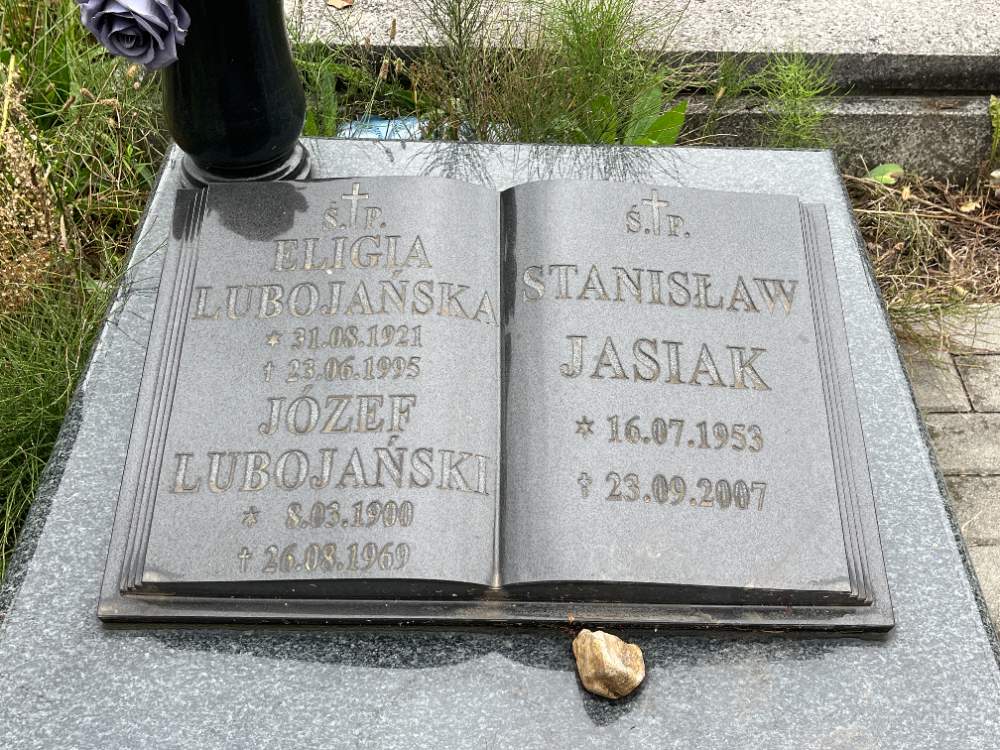 Ś.†P.
ELIGIA
LUBOJAŃSKA
* 31.08.1921
† 23.06.1995
JÓZEF
LUBOJAŃSKI
* 8.03.1900
† 26.08.1969
Ś.†P.
STANISŁAW
JASIAK
* 16.07.1953
† 23.09.2007